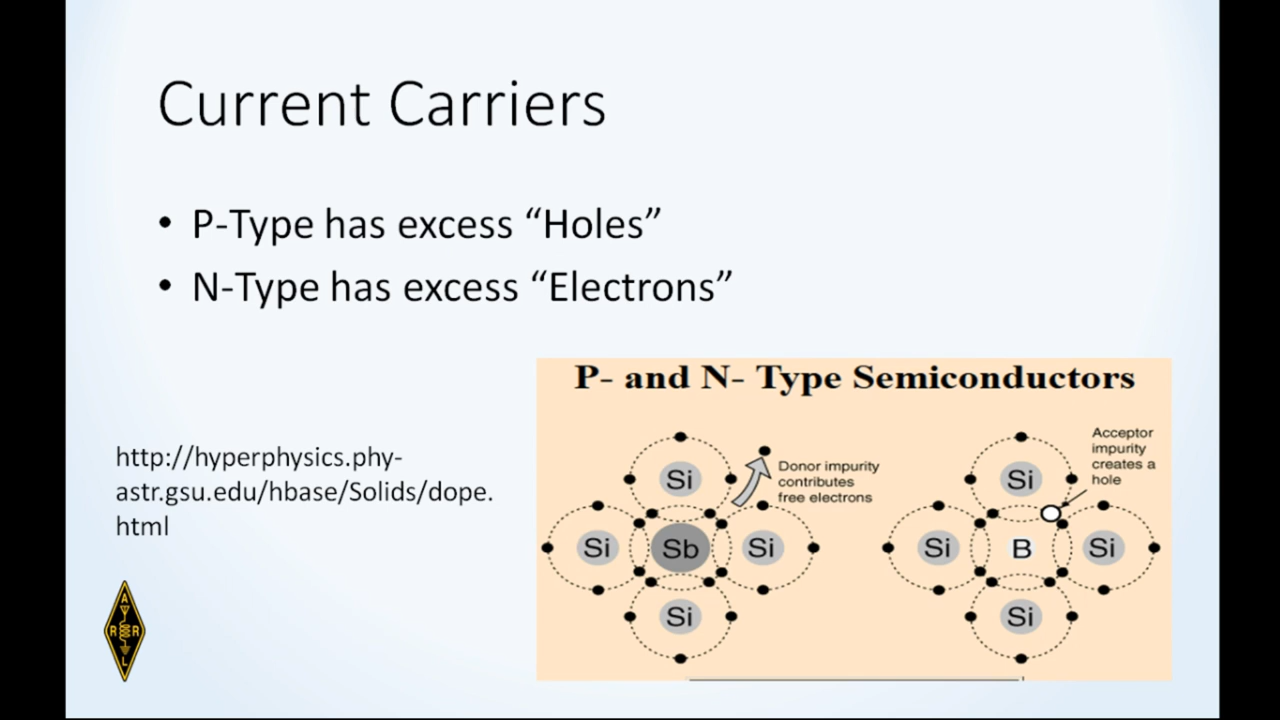 Current Carriers
• P-Type has excess “Holes”
• N-Type has excess “Electrons”
http://hyperphysics.phy-
astr.gsu.edu/hbase/Solids/dope.
html
A
R R
L
P- and N- Type Semiconductors
Si
Donor impurity
contributes
free electrons
Si Sb Si
Si
Acceptor
impurity
creates a
hole
Si
Si B Si
Si